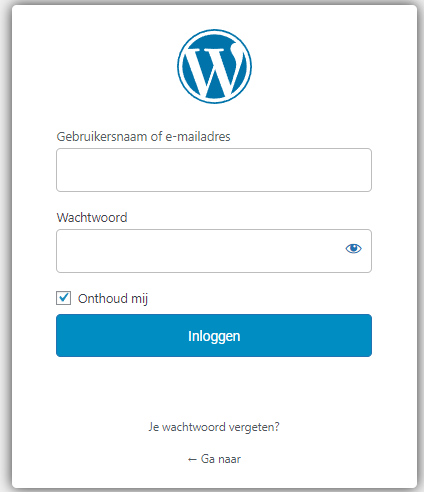 Gebruikersnaam of e-mailadres
Wachtwoord
Onthoud mij
Inloggen
Je wachtwoord vergeten?
← Ga naar